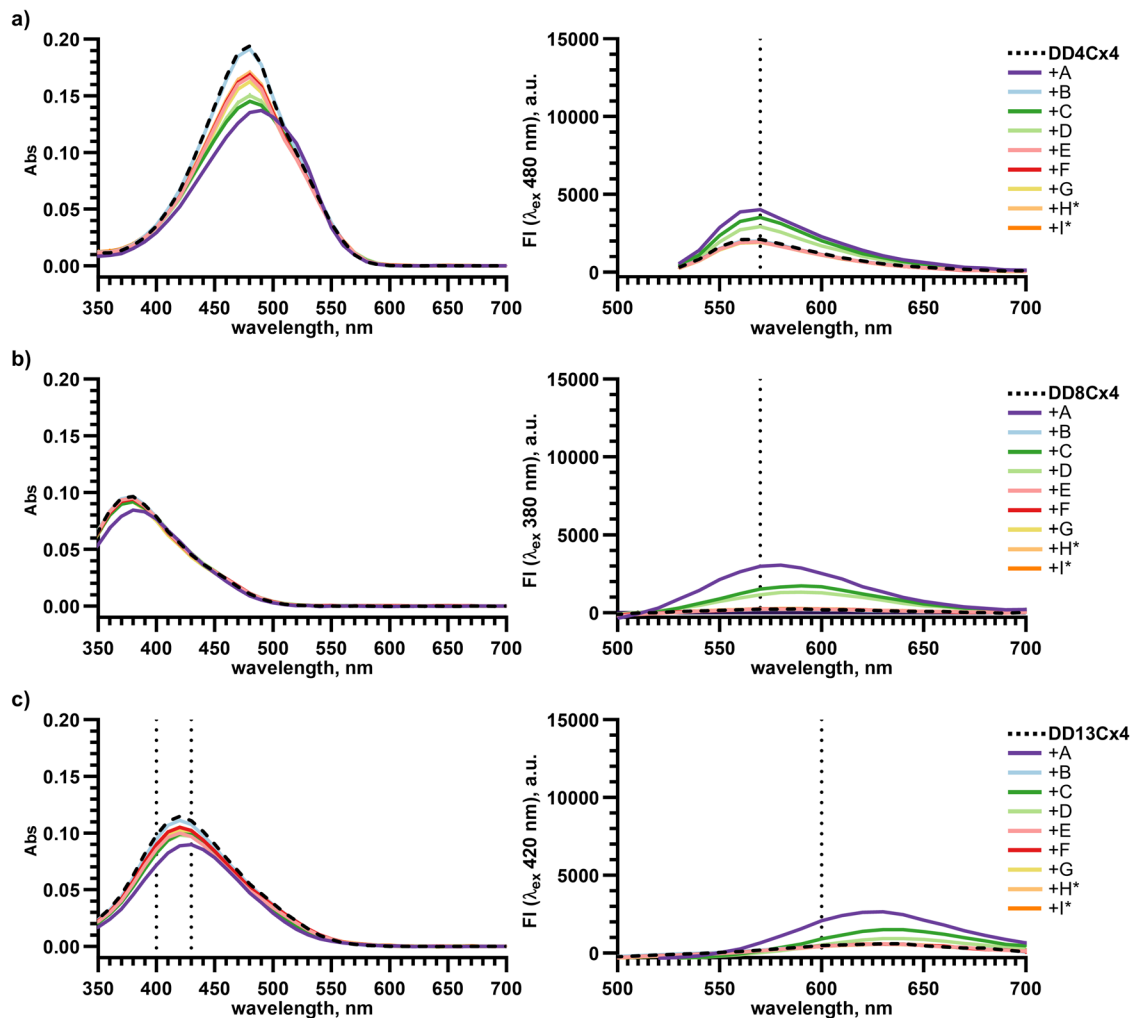 a)
0.20
0.15
0.10
0.05
0.00
Abs
350 400 450 500 550 600 650 700
wavelength, nm
15000
10000
5000
0
FI (λex 480 nm), a.u.
500 550 600 650 700
wavelength, nm
DD4Cx4
+A
+B
+C
+D
+E
+F
+G
+H*
+I*
b)
0.20
0.15
0.10
0.05
0.00
Abs
350 400 450 500 550 600 650 700
wavelength, nm
15000
10000
5000
0
FI (λex 380 nm), a.u.
500 550 600 650 700
wavelength, nm
DD8Cx4
+A
+B
+C
+D
+E
+F
+G
+H*
+I*
c)
0.20
0.15
0.10
0.05
0.00
Abs
350 400 450 500 550 600 650 700
wavelength, nm
15000
10000
5000
0
FI (λex 420 nm), a.u.
500 550 600 650 700
wavelength, nm
DD13Cx4
+A
+B
+C
+D
+E
+F
+G
+H*
+I*